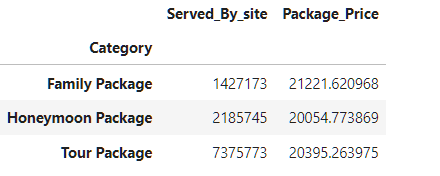 Served_By_site Package_Price
Category
Family Package 1427173 21221.620968
Honeymoon Package 2185745 20054.773869
Tour Package 7375773 20395.263975